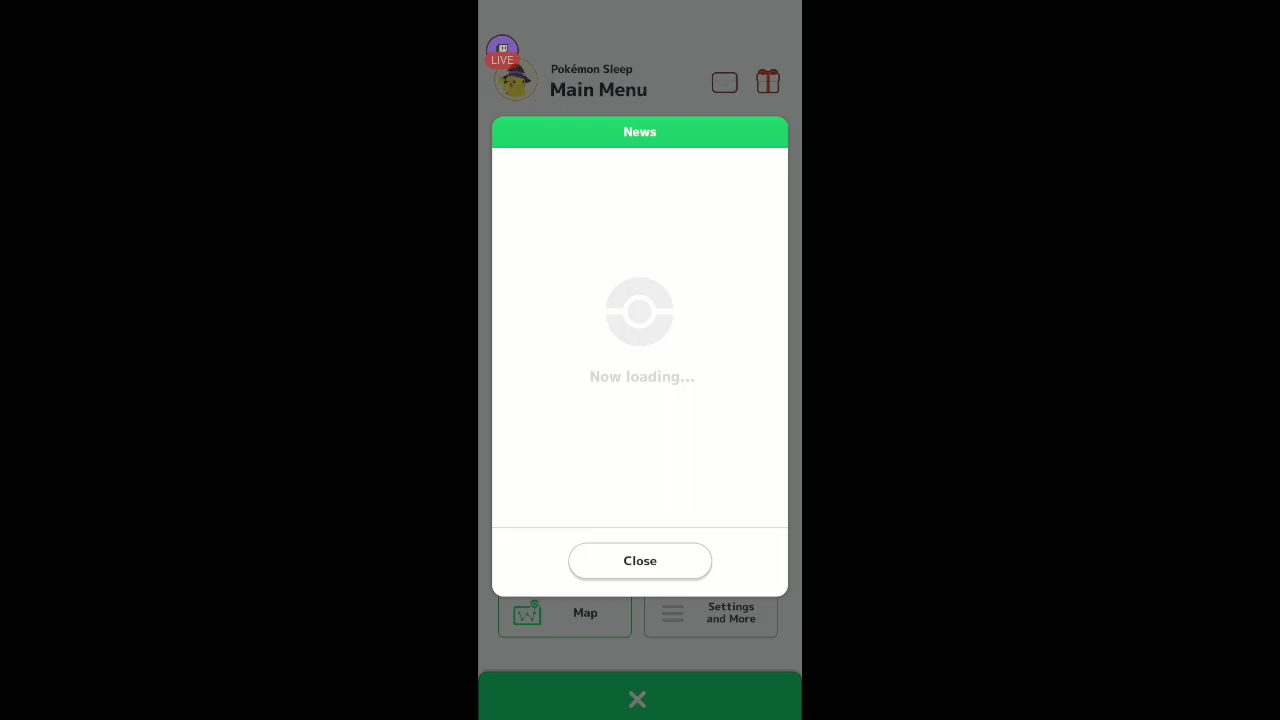 LIVE
Pokémon Sleep
Main Menu
News
Now loading...
Close
Map
Settings
and More